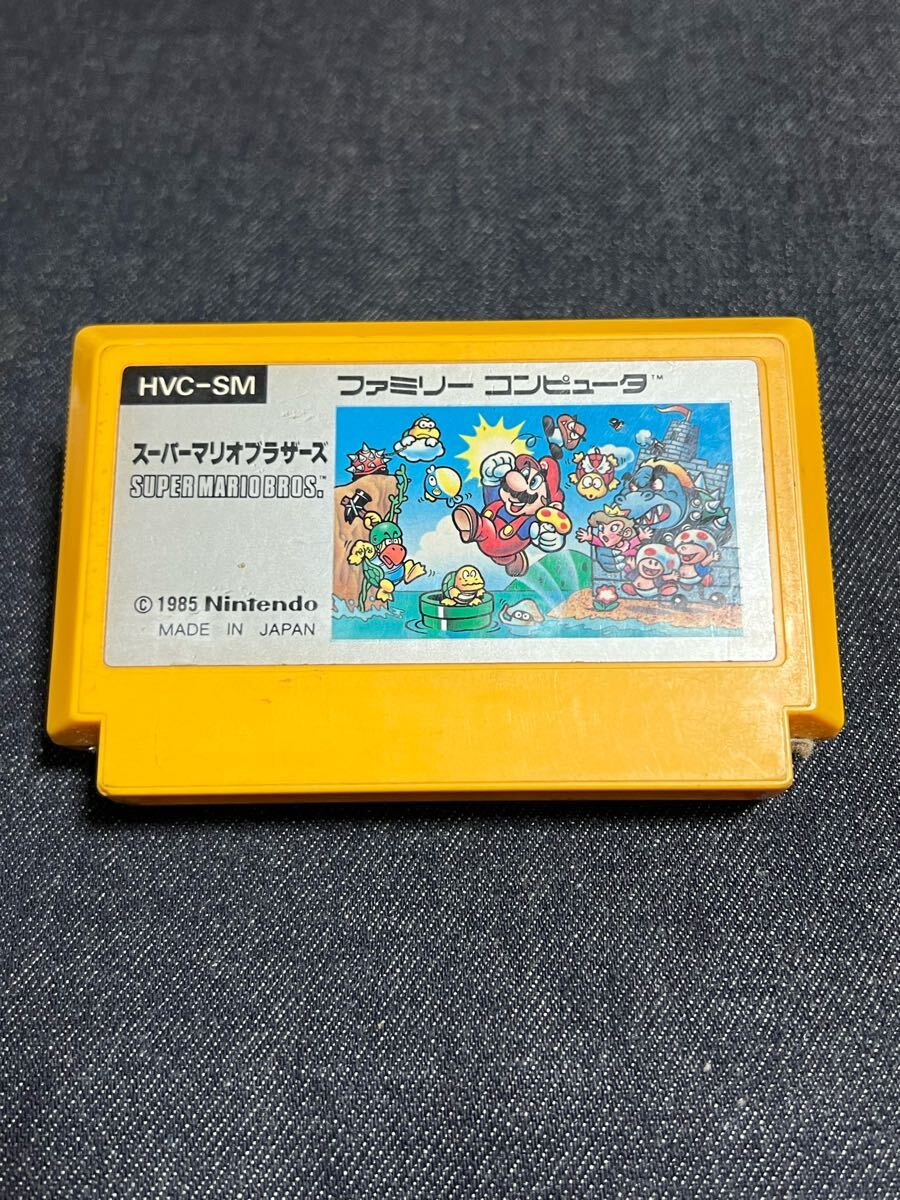 HVC-SM
ファミリー コンピュータ™
スーパーマリオブラザーズ
SUPER MARIO BROS.™
© 1985 Nintendo
MADE IN JAPAN